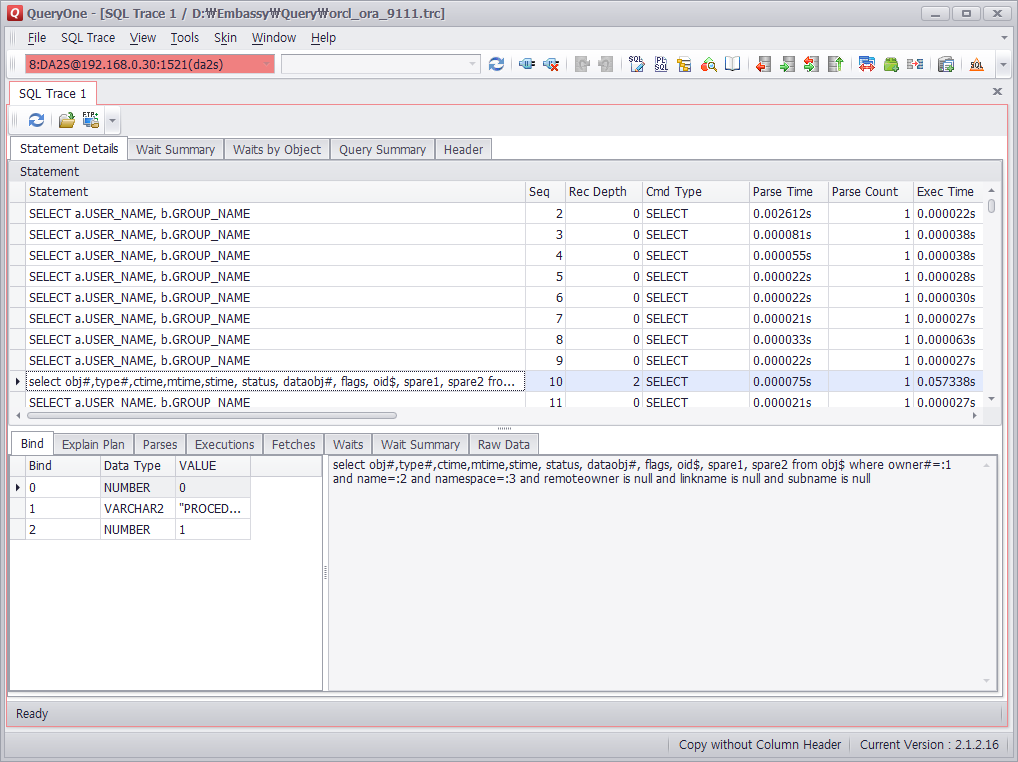 QueryOne - [SQL Trace 1 / D:₩Embassy₩Query₩orcl_ora_9111.trc]
File SQL Trace View Tools Skin Window Help
8:DA2S@192.168.0.30:1521(da2s)
SQL PL SQL SQL
SQL Trace 1
FTP+
Statement Details Wait Summary Waits by Object Query Summary Header
Statement
Statement Seq Rec Depth Cmd Type Parse Time Parse Count Exec Time
SELECT a.USER_NAME, b.GROUP_NAME 2 0 SELECT 0.002612s 1 0.000022s
SELECT a.USER_NAME, b.GROUP_NAME 3 0 SELECT 0.000081s 1 0.000038s
SELECT a.USER_NAME, b.GROUP_NAME 4 0 SELECT 0.000055s 1 0.000038s
SELECT a.USER_NAME, b.GROUP_NAME 5 0 SELECT 0.000022s 1 0.000028s
SELECT a.USER_NAME, b.GROUP_NAME 6 0 SELECT 0.000022s 1 0.000030s
SELECT a.USER_NAME, b.GROUP_NAME 7 0 SELECT 0.000021s 1 0.000027s
SELECT a.USER_NAME, b.GROUP_NAME 8 0 SELECT 0.000033s 1 0.000063s
SELECT a.USER_NAME, b.GROUP_NAME 9 0 SELECT 0.000022s 1 0.000027s
select obj#,type#,ctime,mtime,stime, status, dataobj#, flags, oid$, spare1, spare2 fro... 10 2 SELECT 0.000075s 1 0.057338s
SELECT a.USER_NAME, b.GROUP_NAME 11 0 SELECT 0.000021s 1 0.000027s
Bind Explain Plan Parses Executions Fetches Waits Wait Summary Raw Data
Bind Data Type VALUE
0 NUMBER 0
1 VARCHAR2 "PROCED...
2 NUMBER 1
select obj#,type#,ctime,mtime,stime, status, dataobj#, flags, oid$, spare1, spare2 from obj$ where owner#=:1
and name=:2 and namespace=:3 and remoteowner is null and linkname is null and subname is null
Ready
Copy without Column Header Current Version : 2.1.2.16